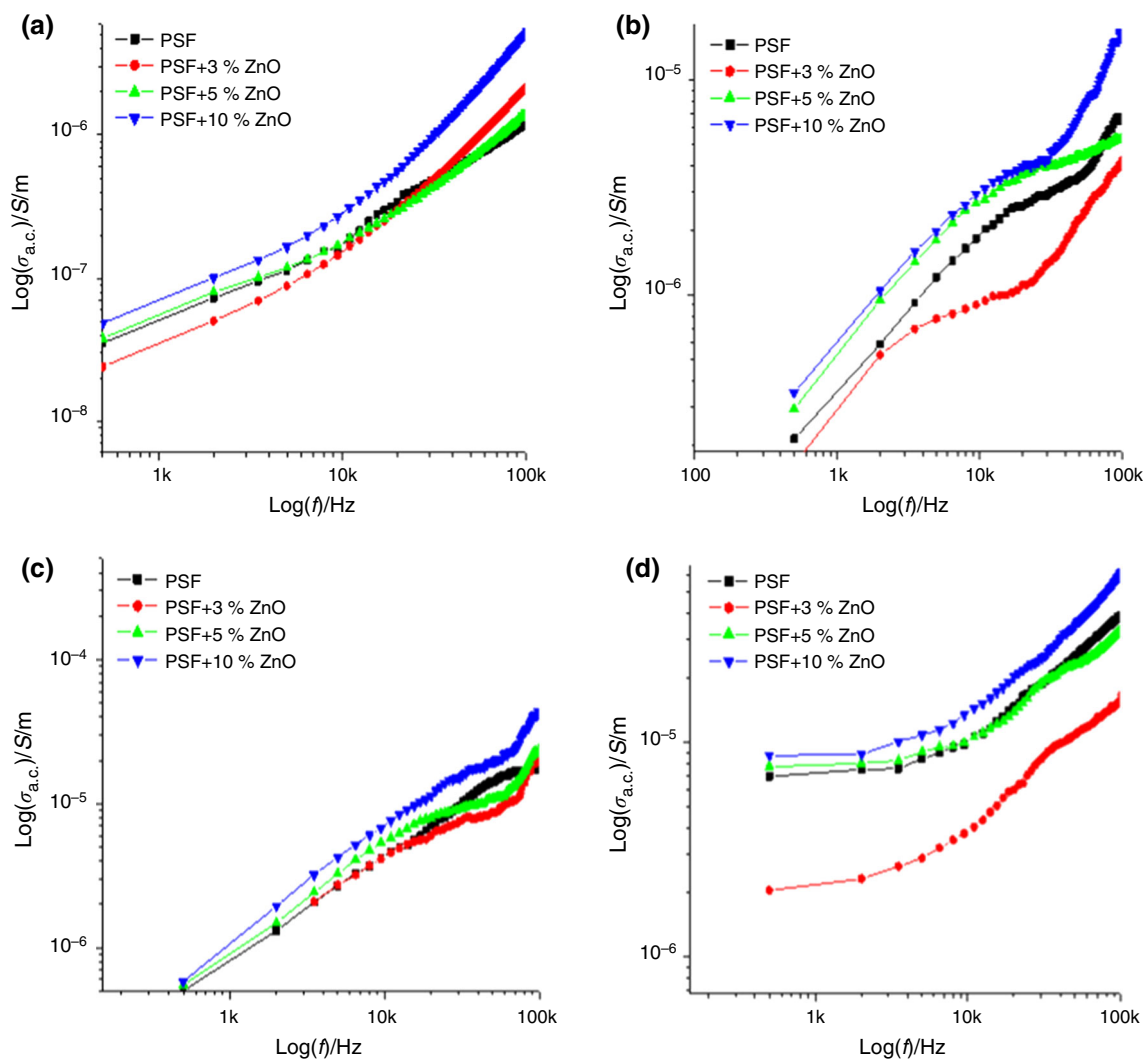 (a)
PSF
PSF+3 % ZnO
PSF+5 % ZnO
PSF+10 % ZnO
10⁻⁶
10⁻⁷
10⁻⁸
Log(σa.c.)/S/m
1k
10k
100k
Log(f)/Hz
(b)
PSF
PSF+3 % ZnO
PSF+5 % ZnO
PSF+10 % ZnO
10⁻⁵
10⁻⁶
Log(σa.c.)/S/m
100
1k
10k
100k
Log(f)/Hz
(c)
PSF
PSF+3 % ZnO
PSF+5 % ZnO
PSF+10 % ZnO
10⁻⁴
10⁻⁵
10⁻⁶
Log(σa.c.)/S/m
1k
10k
100k
Log(f)/Hz
(d)
PSF
PSF+3 % ZnO
PSF+5 % ZnO
PSF+10 % ZnO
10⁻⁵
10⁻⁶
Log(σa.c.)/S/m
1k
10k
100k
Log(f)/Hz